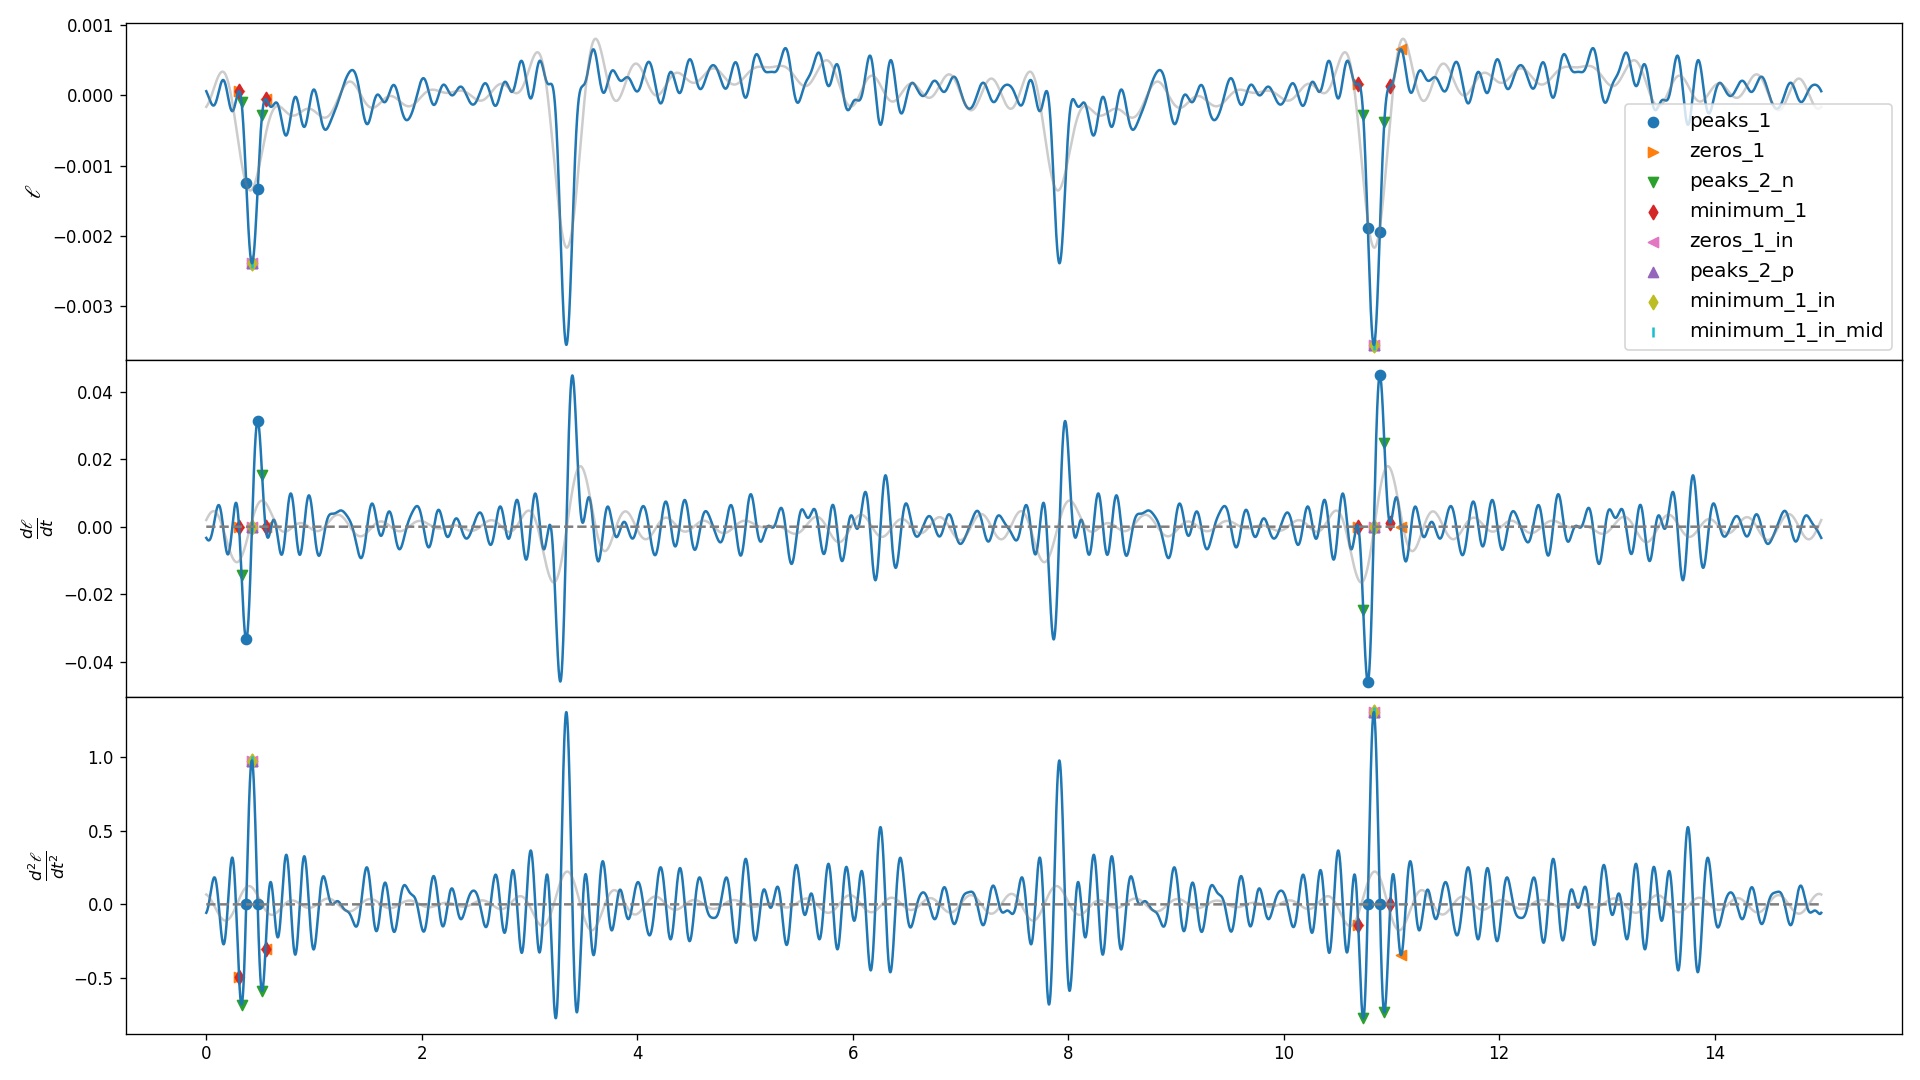 0.001
0.000
−0.001
−0.002
−0.003
ℓ
peaks_1
zeros_1
peaks_2_n
minimum_1
zeros_1_in
peaks_2_p
minimum_1_in
minimum_1_in_mid
0.04
0.02
0.00
−0.02
−0.04
dℓ
dt
1.0
0.5
0.0
−0.5
d²ℓ
dt²
0 2 4 6 8 10 12 14